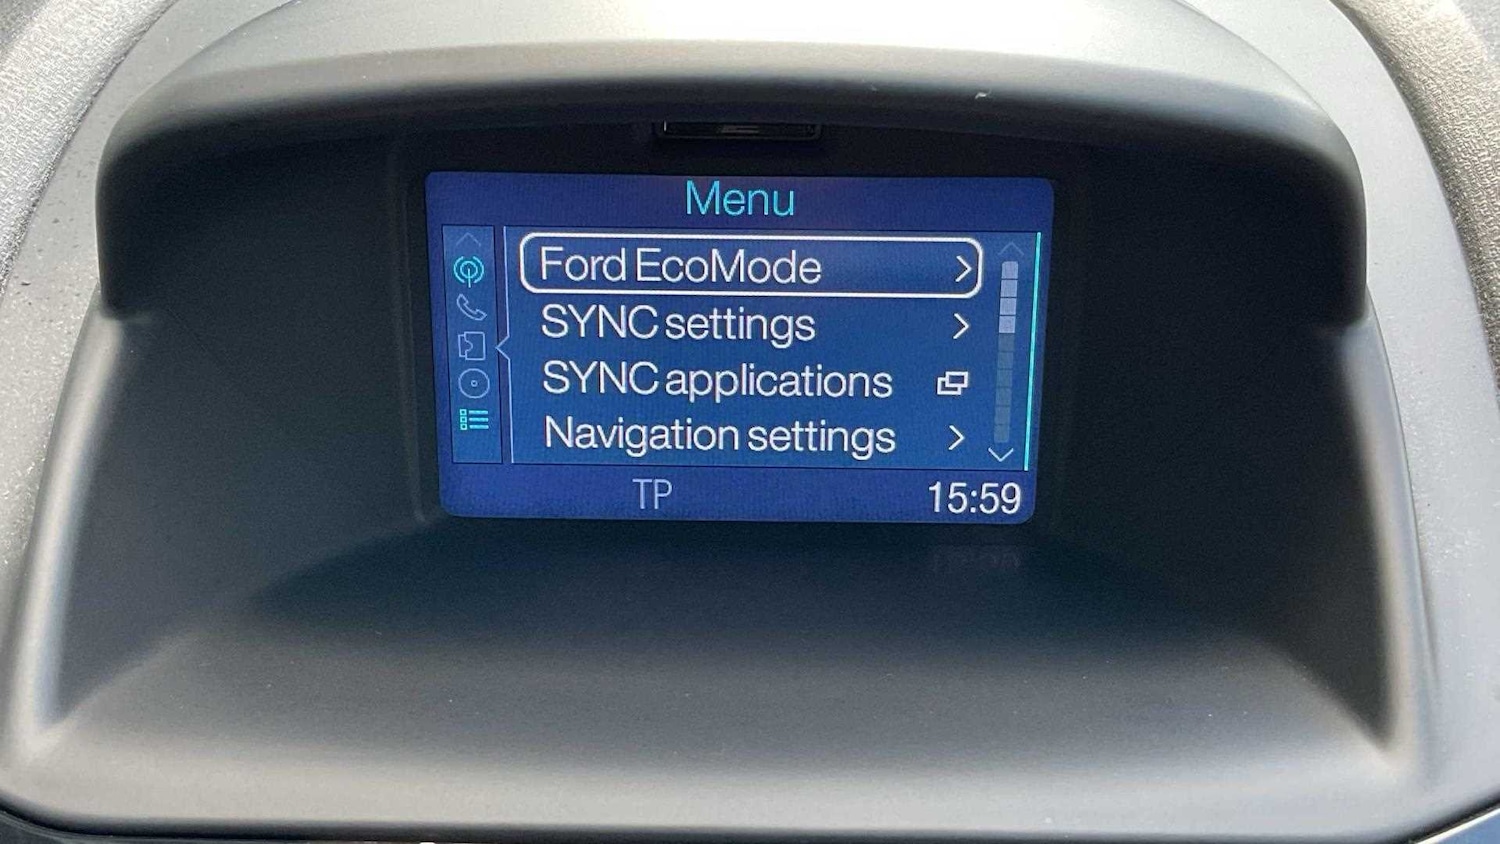 Menu
Ford EcoMode
SYNC settings
SYNC applications
Navigation settings
TP
15:59